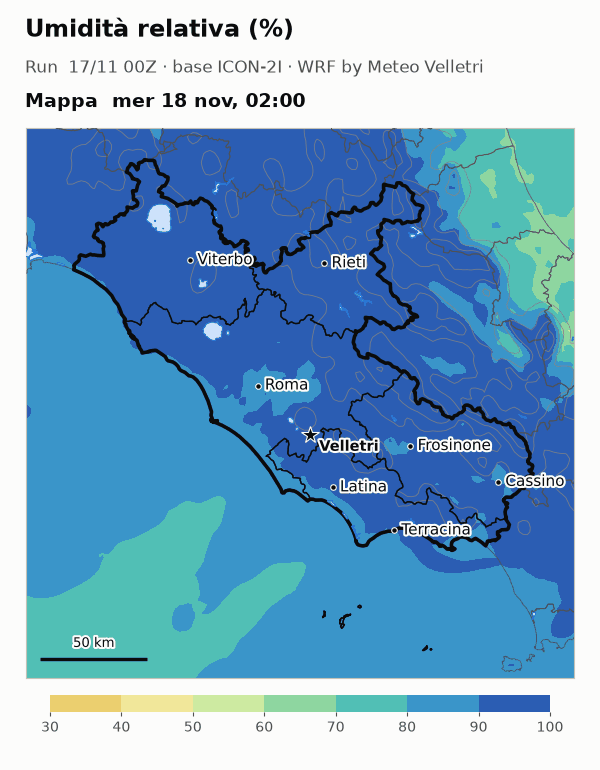 Umidità relativa (%)
Run  17/11 00Z · base ICON-2I · WRF by Meteo Velletri
Mappa  mer 18 nov, 02:00
Viterbo
Rieti
Roma
Velletri
Frosinone
Latina
Cassino
Terracina
50 km
30 40 50 60 70 80 90 100